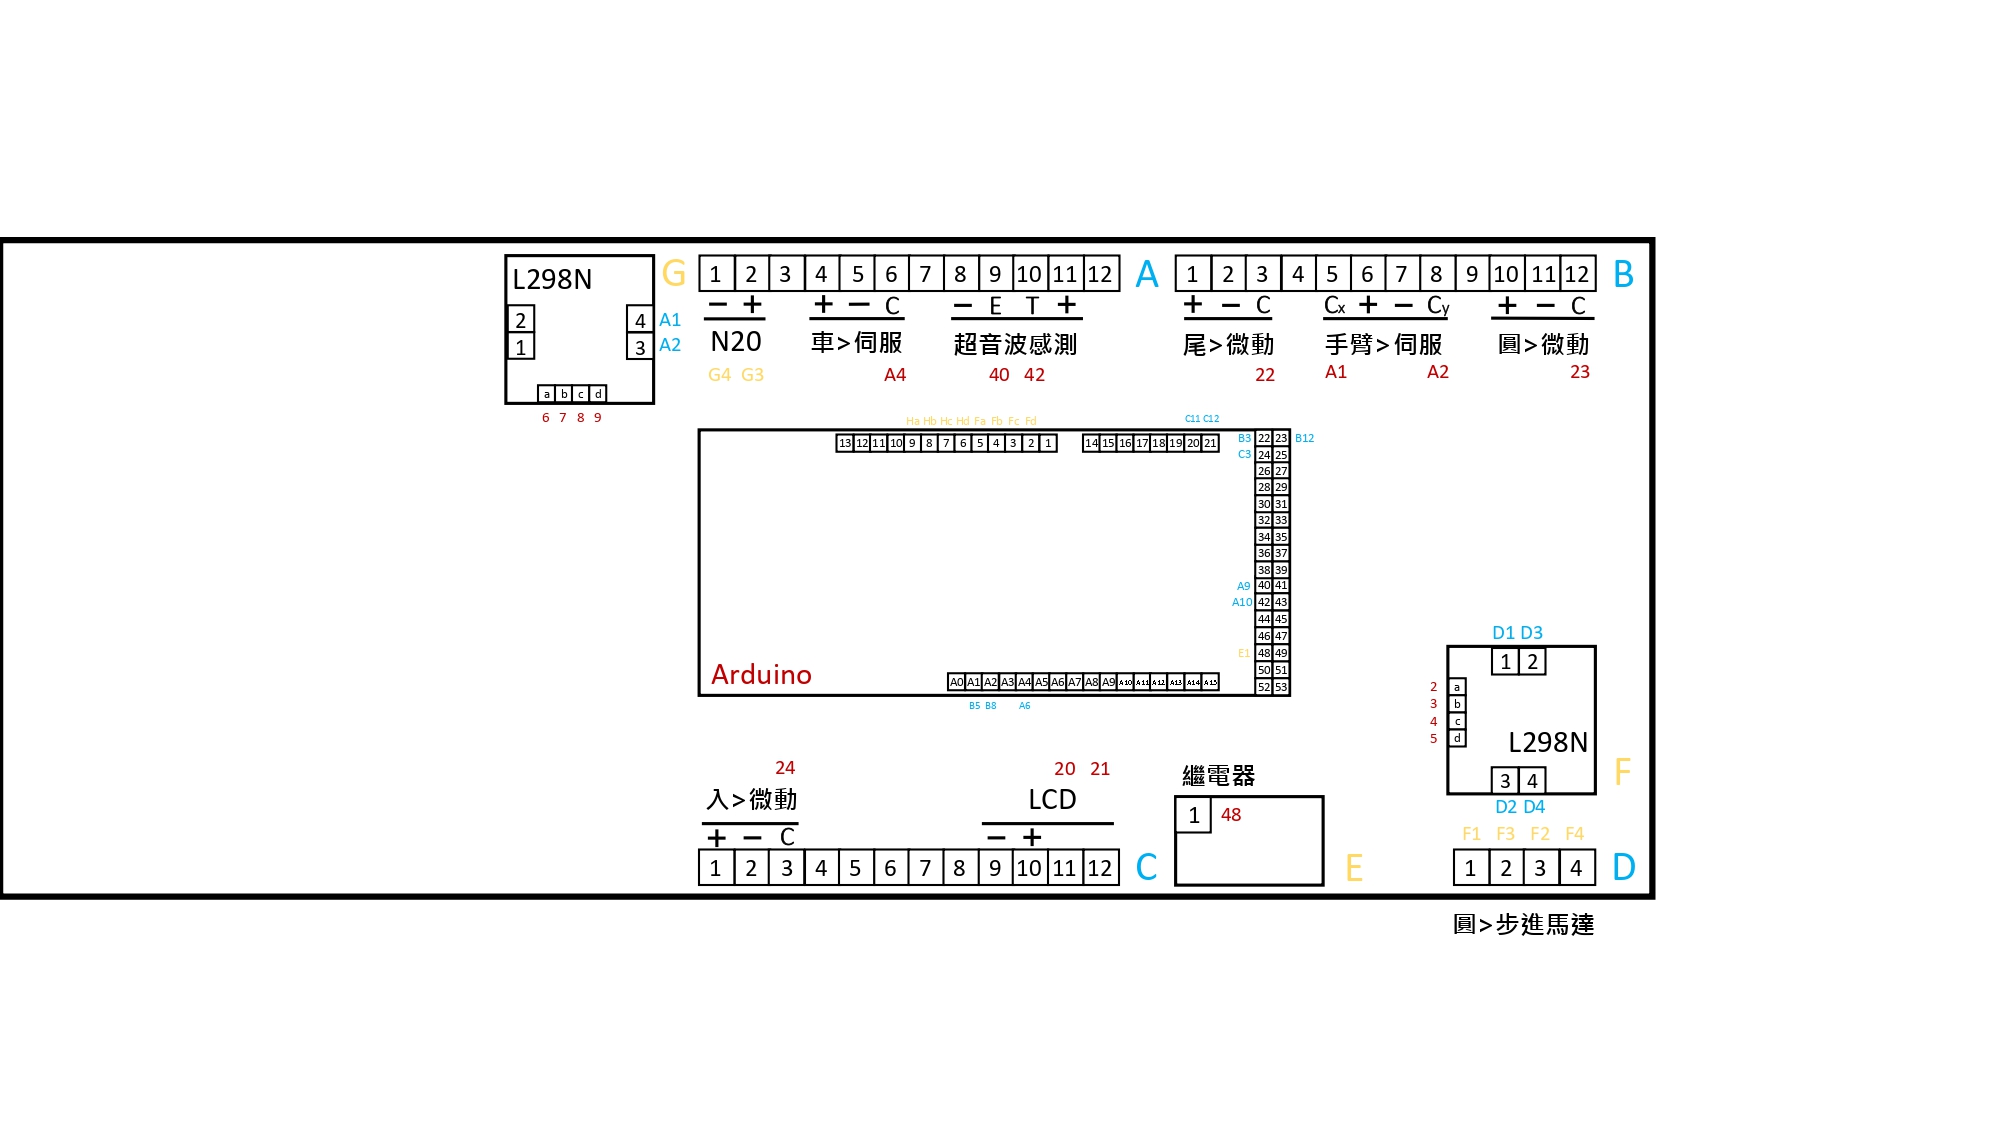 L298N G 1 2 3 4 5 6 7 8 9 10 11 12 A 1 2 3 4 5 6 7 8 9 10 11 12 B
− + + − C − E T + + − C Cx + − Cy + − C
2 4 A1
1 3 A2
N20 車>伺服 超音波感測 尾>微動 手臂>伺服 圓>微動
G4 G3 A4 40 42 22 A1 A2 23
a b c d
6 7 8 9
Ha Hb Hc Hd Fa Fb Fc Fd C11 C12
13 12 11 10 9 8 7 6 5 4 3 2 1 14 15 16 17 18 19 20 21
B3 22 23 B12
C3 24 25
26 27
28 29
30 31
32 33
34 35
36 37
38 39
A9 40 41
A10 42 43
44 45
46 47
E1 48 49
50 51
52 53
Arduino
A0 A1 A2 A3 A4 A5 A6 A7 A8 A9 A10 A11 A12 A13 A14 A15
B5 B8 A6
D1 D3
1 2
2 a
3 b
4 c
5 d
L298N
F
3 4
D2 D4
24 20 21 繼電器
入>微動 LCD
1 48
+ − C − +
1 2 3 4 5 6 7 8 9 10 11 12 C
E
F1 F3 F2 F4
1 2 3 4 D
圓>步進馬達